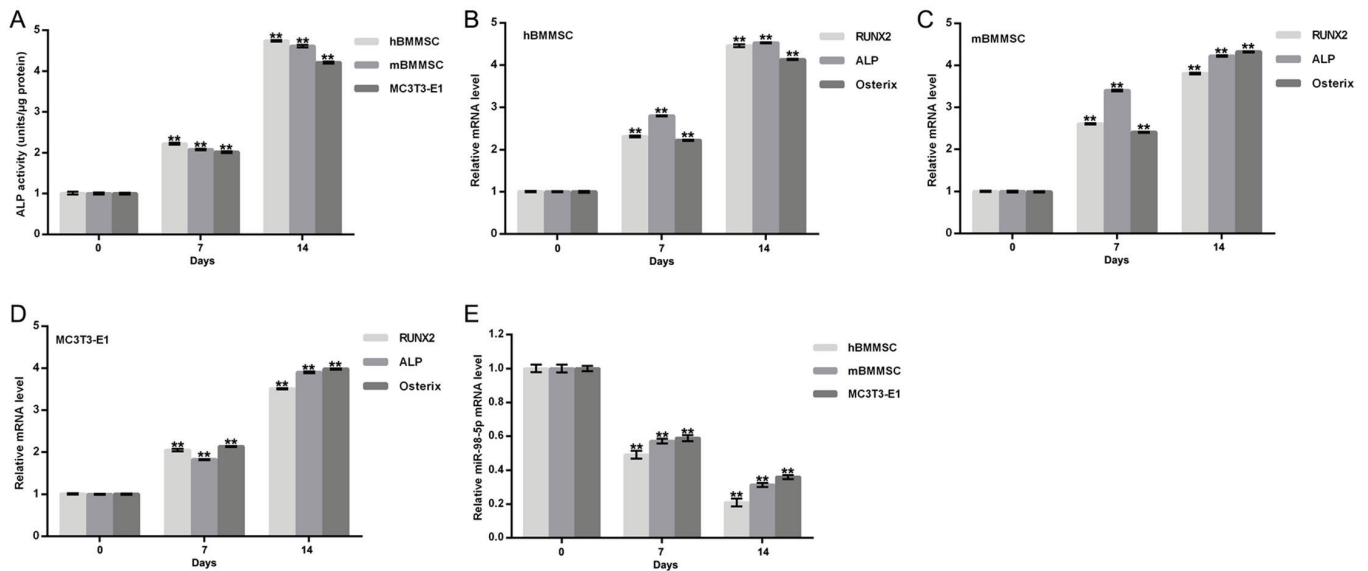 A
ALP activity (units/μg protein)
5
4
3
2
1
0
** ** **
** ** **
0 7 14
Days
hBMMSC
mBMMSC
MC3T3-E1
B
hBMMSC
Relative mRNA level
5
4
3
2
1
0
** ** **
** ** **
0 7 14
Days
RUNX2
ALP
Osterix
C
mBMMSC
Relative mRNA level
5
4
3
2
1
0
** ** **
** ** **
0 7 14
Days
RUNX2
ALP
Osterix
D
MC3T3-E1
Relative mRNA level
5
4
3
2
1
0
** ** **
** ** **
0 7 14
Days
RUNX2
ALP
Osterix
E
Relative miR-98-5p mRNA level
1.2
1.0
0.8
0.6
0.4
0.2
0.0
** ** **
** ** **
0 7 14
Days
hBMMSC
mBMMSC
MC3T3-E1